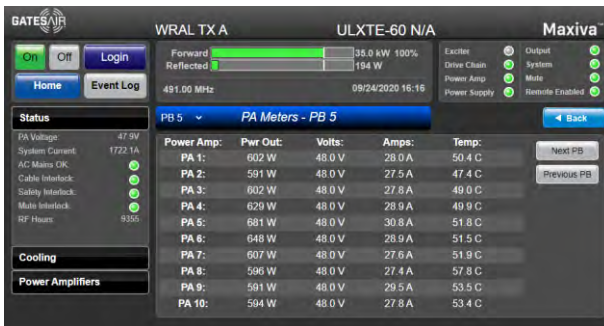 GATESAIR
WRAL TX A ULXTE-60 N/A Maxiva
On Off Login
Home Event Log
Forward 35.0 kW 100%
Reflected 194 W
491.00 MHz 09/24/2020 16:16
Exciter Output
Drive Chain System
Power Amp Mute
Power Supply Remote Enabled
Status
PA Voltage: 47.9V
System Current: 1722.1A
AC Mains OK:
Cable Interlock:
Safety Interlock:
Mute Interlock:
RF Hours: 9355
Cooling
Power Amplifiers
PB 5 PA Meters - PB 5 Back
Power Amp: Pwr Out: Volts: Amps: Temp:
PA 1: 602 W 48.0 V 28.0 A 50.4 C
PA 2: 591 W 48.0 V 27.5 A 47.4 C
PA 3: 602 W 48.0 V 27.8 A 49.0 C
PA 4: 629 W 48.0 V 28.9 A 49.9 C
PA 5: 681 W 48.0 V 30.8 A 51.8 C
PA 6: 648 W 48.0 V 28.9 A 51.5 C
PA 7: 607 W 48.0 V 27.6 A 51.9 C
PA 8: 596 W 48.0 V 27.4 A 57.8 C
PA 9: 591 W 48.0 V 29.5 A 53.5 C
PA 10: 594 W 48.0 V 27.8 A 53.4 C
Next PB
Previous PB